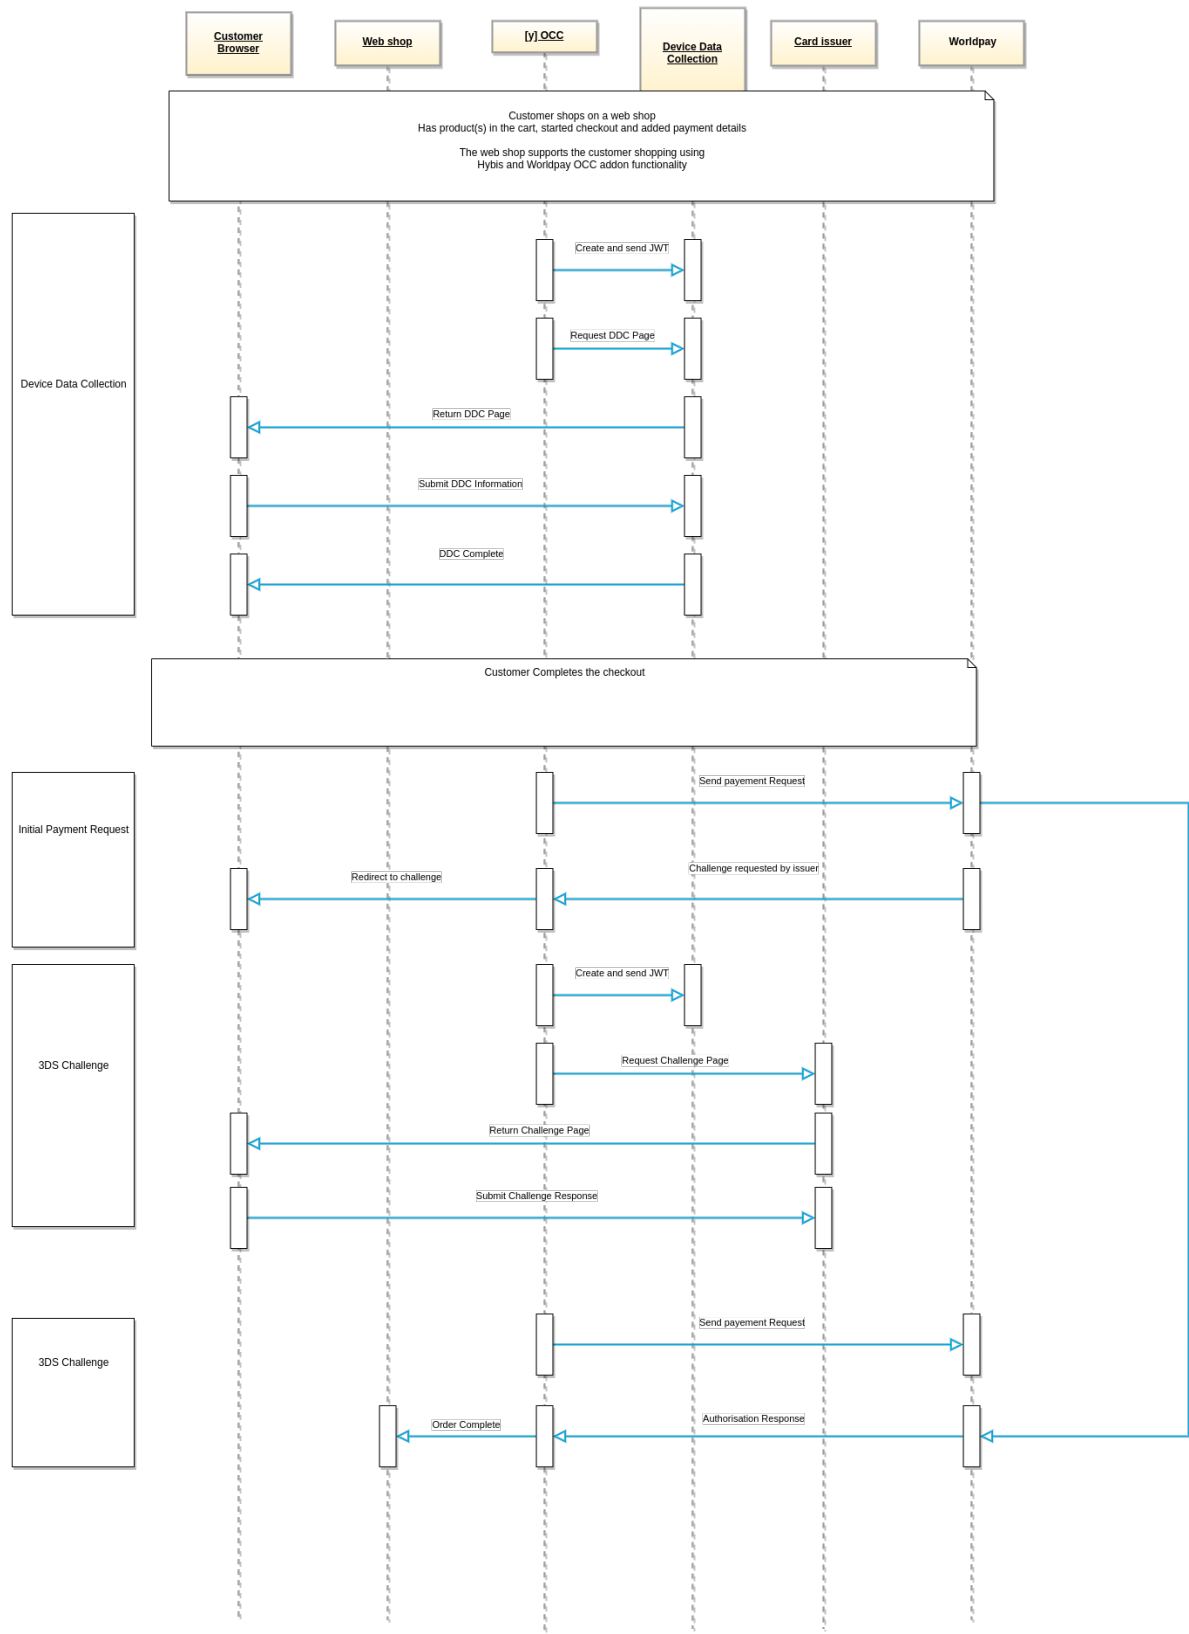 Customer
Browser
Web shop
[y] OCC
Device Data
Collection
Card issuer
Worldpay
Customer shops on a web shop
Has product(s) in the cart, started checkout and added payment details
The web shop supports the customer shopping using
Hybis and Worldpay OCC addon functionality
Device Data Collection
Create and send JWT
Request DDC Page
Return DDC Page
Submit DDC Information
DDC Complete
Customer Completes the checkout
Initial Payment Request
Send payement Request
Challenge requested by issuer
Redirect to challenge
3DS Challenge
Create and send JWT
Request Challenge Page
Return Challenge Page
Submit Challenge Response
3DS Challenge
Send payement Request
Authorisation Response
Order Complete